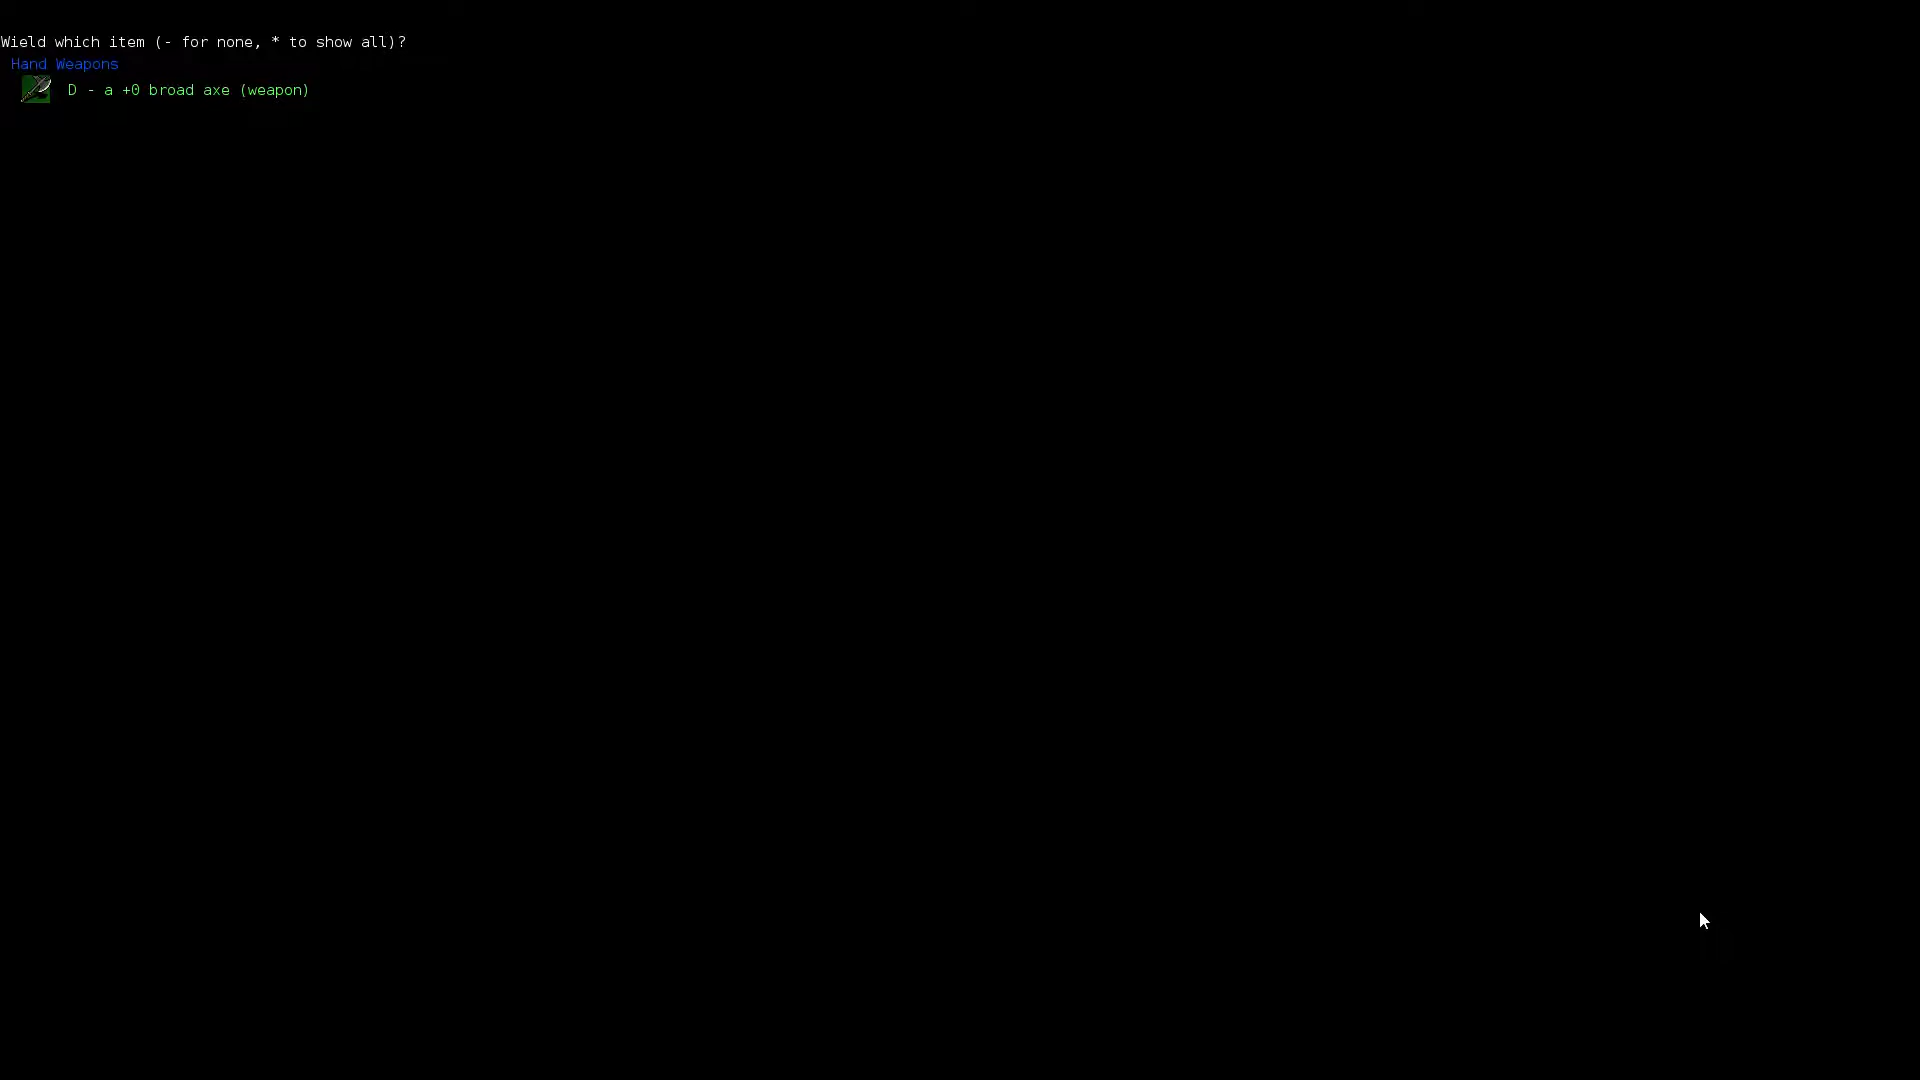 Wield which item (- for none, * to show all)?
Hand Weapons
D - a +0 broad axe (weapon)